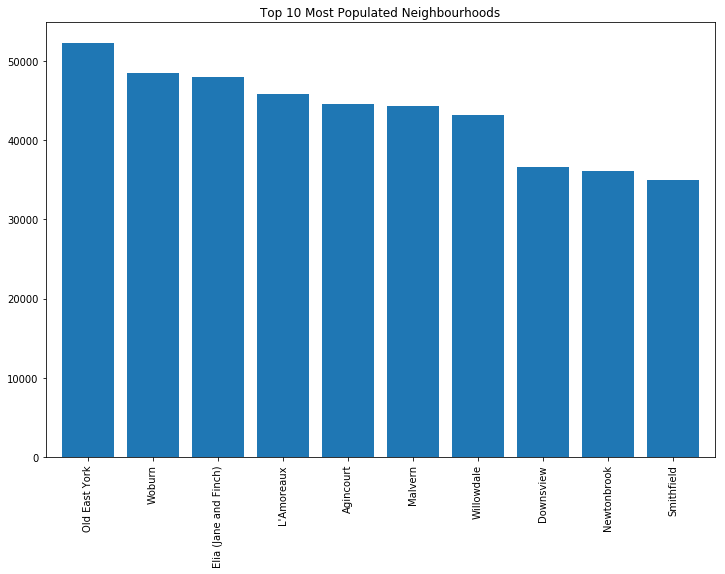 Top 10 Most Populated Neighbourhoods
50000
40000
30000
20000
10000
0
Old East York
Woburn
Elia (Jane and Finch)
L'Amoreaux
Agincourt
Malvern
Willowdale
Downsview
Newtonbrook
Smithfield